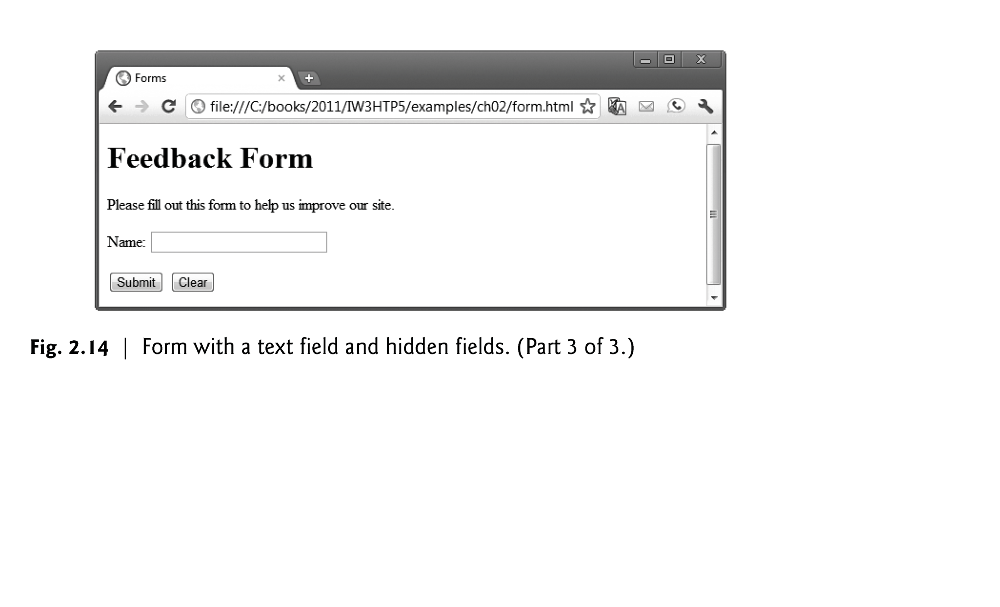 Forms
file:///C:/books/2011/IW3HTP5/examples/ch02/form.html
Feedback Form
Please fill out this form to help us improve our site.
Name:
Submit Clear
Fig. 2.14 | Form with a text field and hidden fields. (Part 3 of 3.)